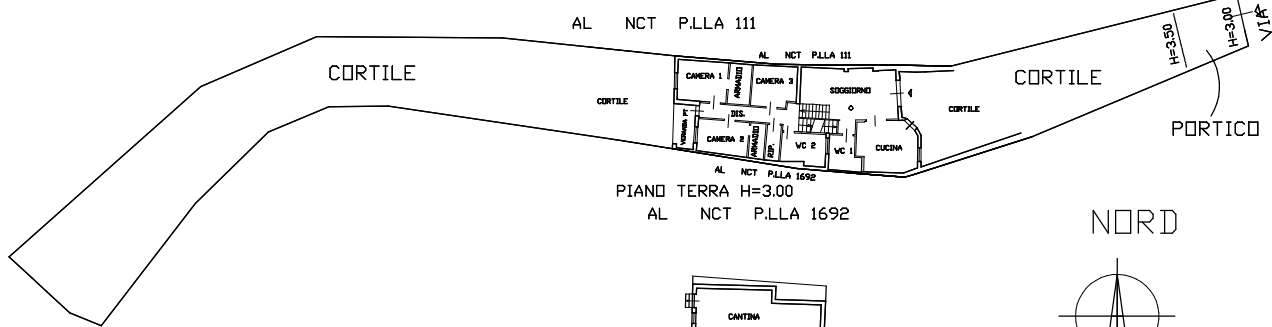 AL NCT P.LLA 111
VIA
H=3.00
H=3.50
AL NCT P.LLA 111
CORTILE
CORTILE
PORTICO
CAMERA 1
ARMADIO
CAMERA 3
SOGGIORNO
CORTILE
CORTILE
VERANDA PT
DIS.
CAMERA 2
ARMADIO
RIP.
WC 2
WC 1
CUCINA
AL NCT P.LLA 1692
PIANO TERRA H=3.00
AL NCT P.LLA 1692
NORD
CANTINA